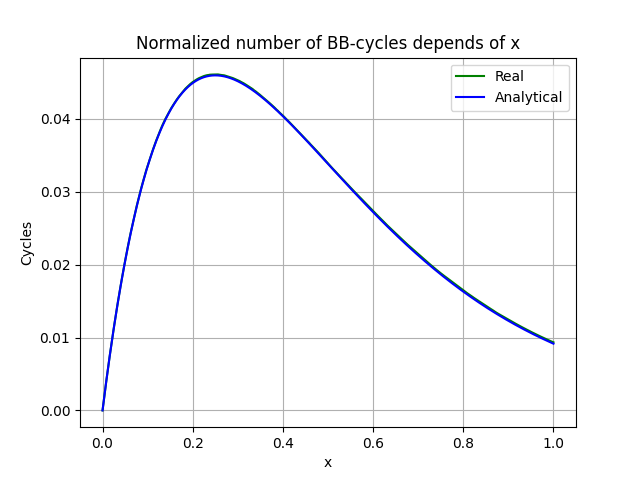 Normalized number of BB-cycles depends of x
Real
Analytical
Cycles
0.04
0.03
0.02
0.01
0.00
0.0 0.2 0.4 0.6 0.8 1.0
x